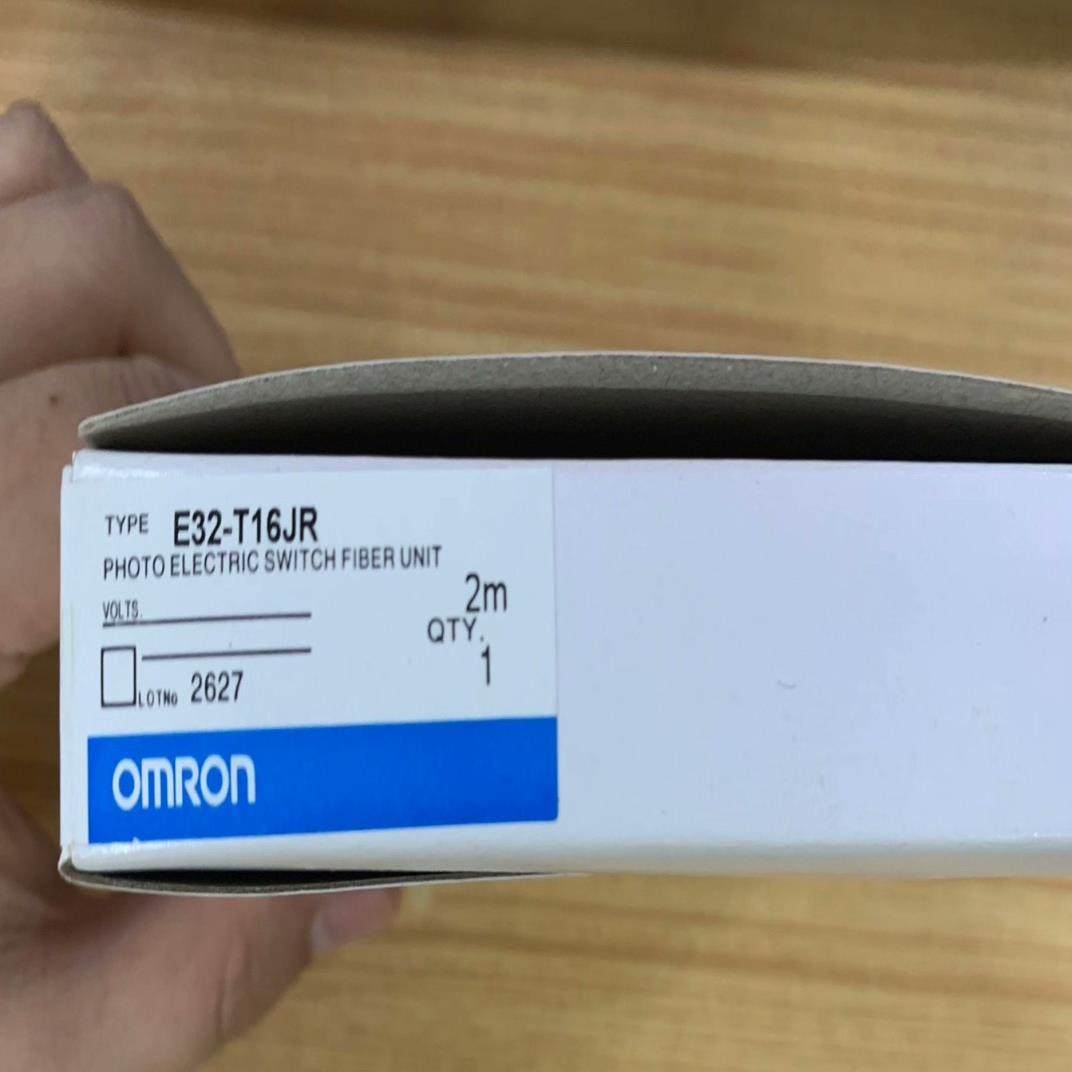 TYPE E32-T16JR
PHOTO ELECTRIC SWITCH FIBER UNIT
2m
VOLTS.
QTY.
1
LOTNo 2627
OMRON